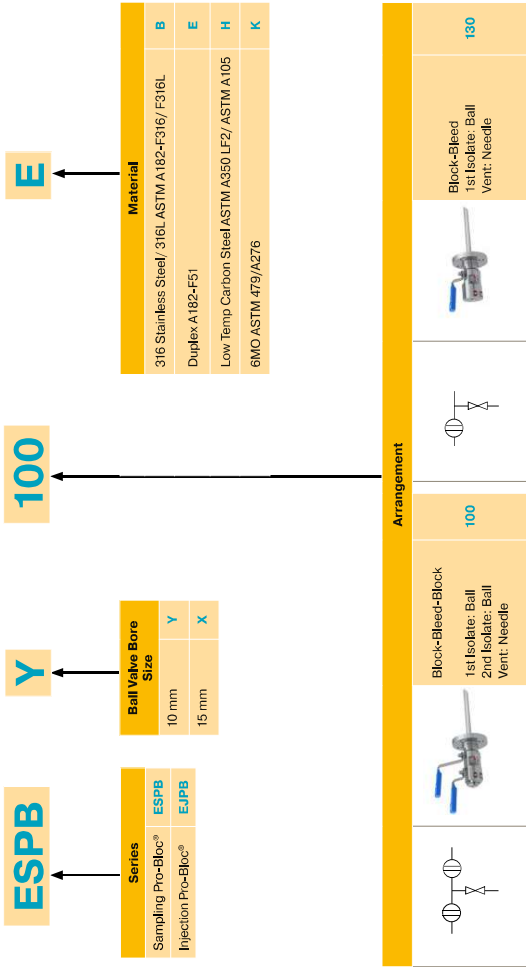 ESPB
Y
100
E
Series
Sampling Pro-Bloc® ESPB
Injection Pro-Bloc® EJPB
Ball Valve Bore
Size
10 mm Y
15 mm X
Material
316 Stainless Steel/ 316L ASTM A182-F316/ F316L B
Duplex A182-F51 E
Low Temp Carbon Steel ASTM A350 LF2/ ASTM A105 H
6MO ASTM 479/A276 K
Arrangement
Block-Bleed-Block
1st Isolate: Ball
2nd Isolate: Ball
Vent: Needle
100
Block-Bleed
1st Isolate: Ball
Vent: Needle
130